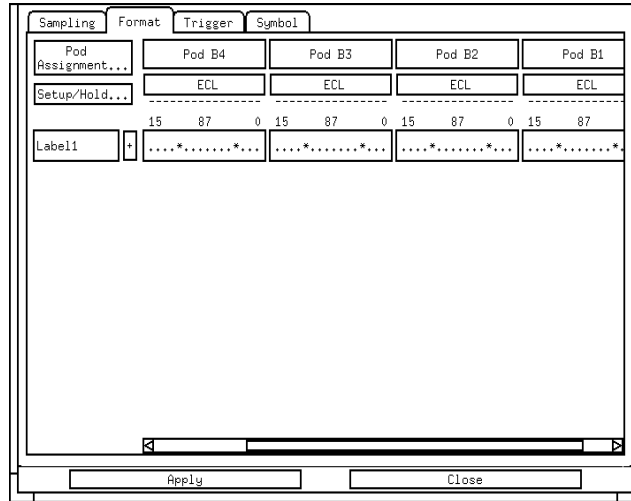 Sampling Format Trigger Symbol
Pod Assignment... Pod B4 Pod B3 Pod B2 Pod B1
Setup/Hold... ECL ECL ECL ECL
15 87 0 15 87 0 15 87 0 15 87
Label1 + ....*.......*... ....*.......*... ....*.......*... ....*.......*.
Apply Close